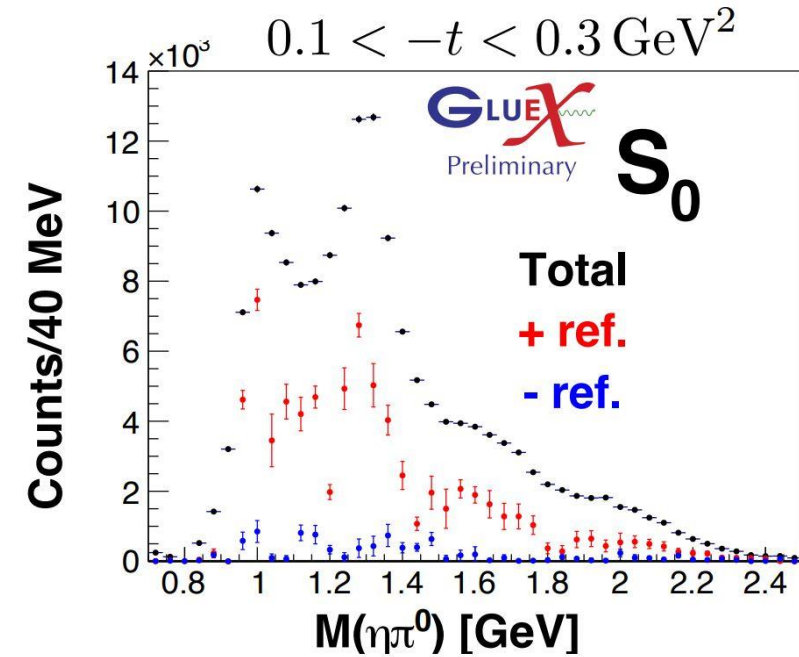 0.1 < −t < 0.3 GeV²
×10³
14
12
10
8
6
4
2
0
GLUEX
Preliminary
S₀
Total
+ ref.
- ref.
Counts/40 MeV
0.8 1 1.2 1.4 1.6 1.8 2 2.2 2.4
M(ηπ⁰) [GeV]